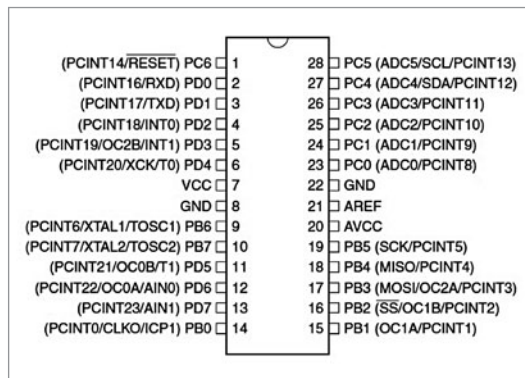 (PCINT14/RESET) PC6 1
(PCINT16/RXD) PD0 2
(PCINT17/TXD) PD1 3
(PCINT18/INT0) PD2 4
(PCINT19/OC2B/INT1) PD3 5
(PCINT20/XCK/T0) PD4 6
VCC 7
GND 8
(PCINT6/XTAL1/TOSC1) PB6 9
(PCINT7/XTAL2/TOSC2) PB7 10
(PCINT21/OC0B/T1) PD5 11
(PCINT22/OC0A/AIN0) PD6 12
(PCINT23/AIN1) PD7 13
(PCINT0/CLKO/ICP1) PB0 14
28 PC5 (ADC5/SCL/PCINT13)
27 PC4 (ADC4/SDA/PCINT12)
26 PC3 (ADC3/PCINT11)
25 PC2 (ADC2/PCINT10)
24 PC1 (ADC1/PCINT9)
23 PC0 (ADC0/PCINT8)
22 GND
21 AREF
20 AVCC
19 PB5 (SCK/PCINT5)
18 PB4 (MISO/PCINT4)
17 PB3 (MOSI/OC2A/PCINT3)
16 PB2 (SS/OC1B/PCINT2)
15 PB1 (OC1A/PCINT1)